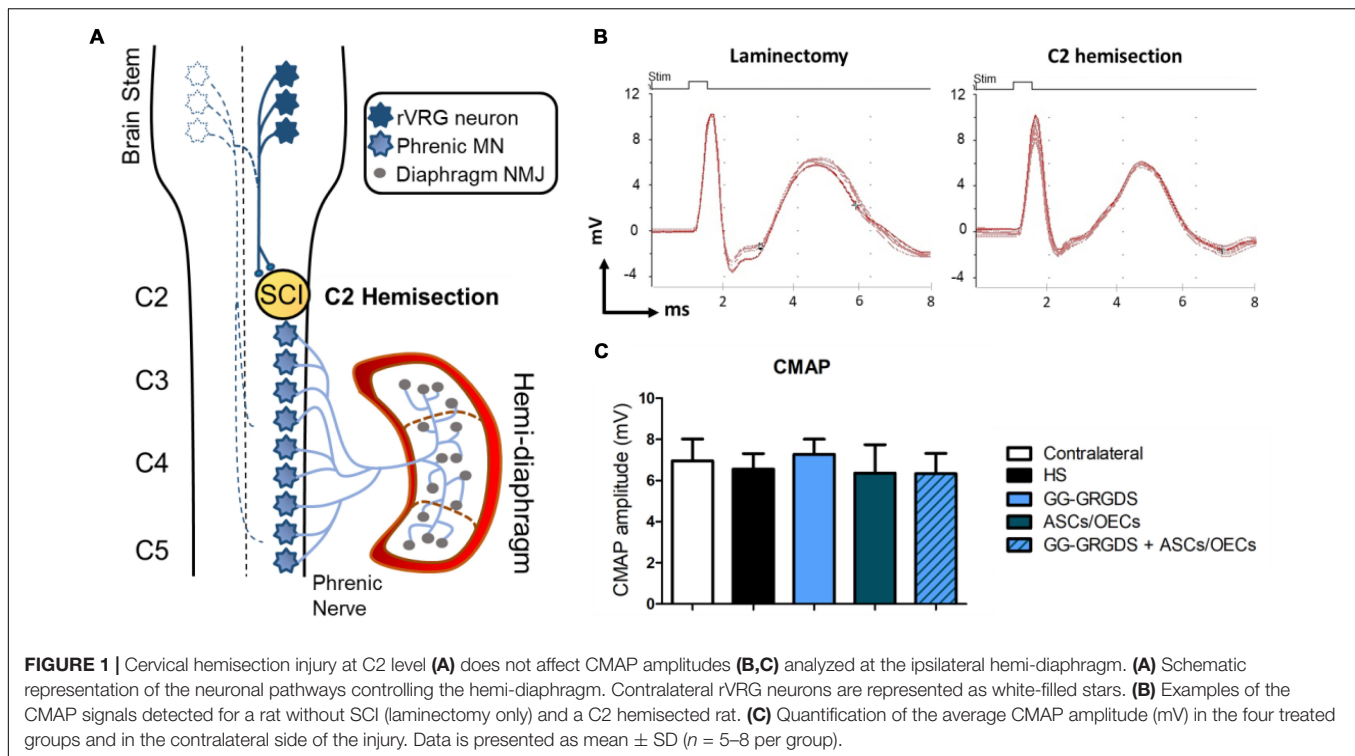 A
Brain Stem
rVRG neuron
Phrenic MN
Diaphragm NMJ
SCI
C2 Hemisection
C2
C3
C4
C5
Hemi-diaphragm
Phrenic
Nerve
B
Laminectomy
C2 hemisection
Stim
12
8
4
0
-4
mV
ms
2
4
6
8
Stim
12
8
4
0
-4
2
4
6
8
C
CMAP
CMAP amplitude (mV)
10
8
6
4
2
0
Contralateral
HS
GG-GRGDS
ASCs/OECs
GG-GRGDS + ASCs/OECs
FIGURE 1 | Cervical hemisection injury at C2 level (A) does not affect CMAP amplitudes (B,C) analyzed at the ipsilateral hemi-diaphragm. (A) Schematic
representation of the neuronal pathways controlling the hemi-diaphragm. Contralateral rVRG neurons are represented as white-filled stars. (B) Examples of the
CMAP signals detected for a rat without SCI (laminectomy only) and a C2 hemisected rat. (C) Quantification of the average CMAP amplitude (mV) in the four treated
groups and in the contralateral side of the injury. Data is presented as mean ± SD (n = 5–8 per group).